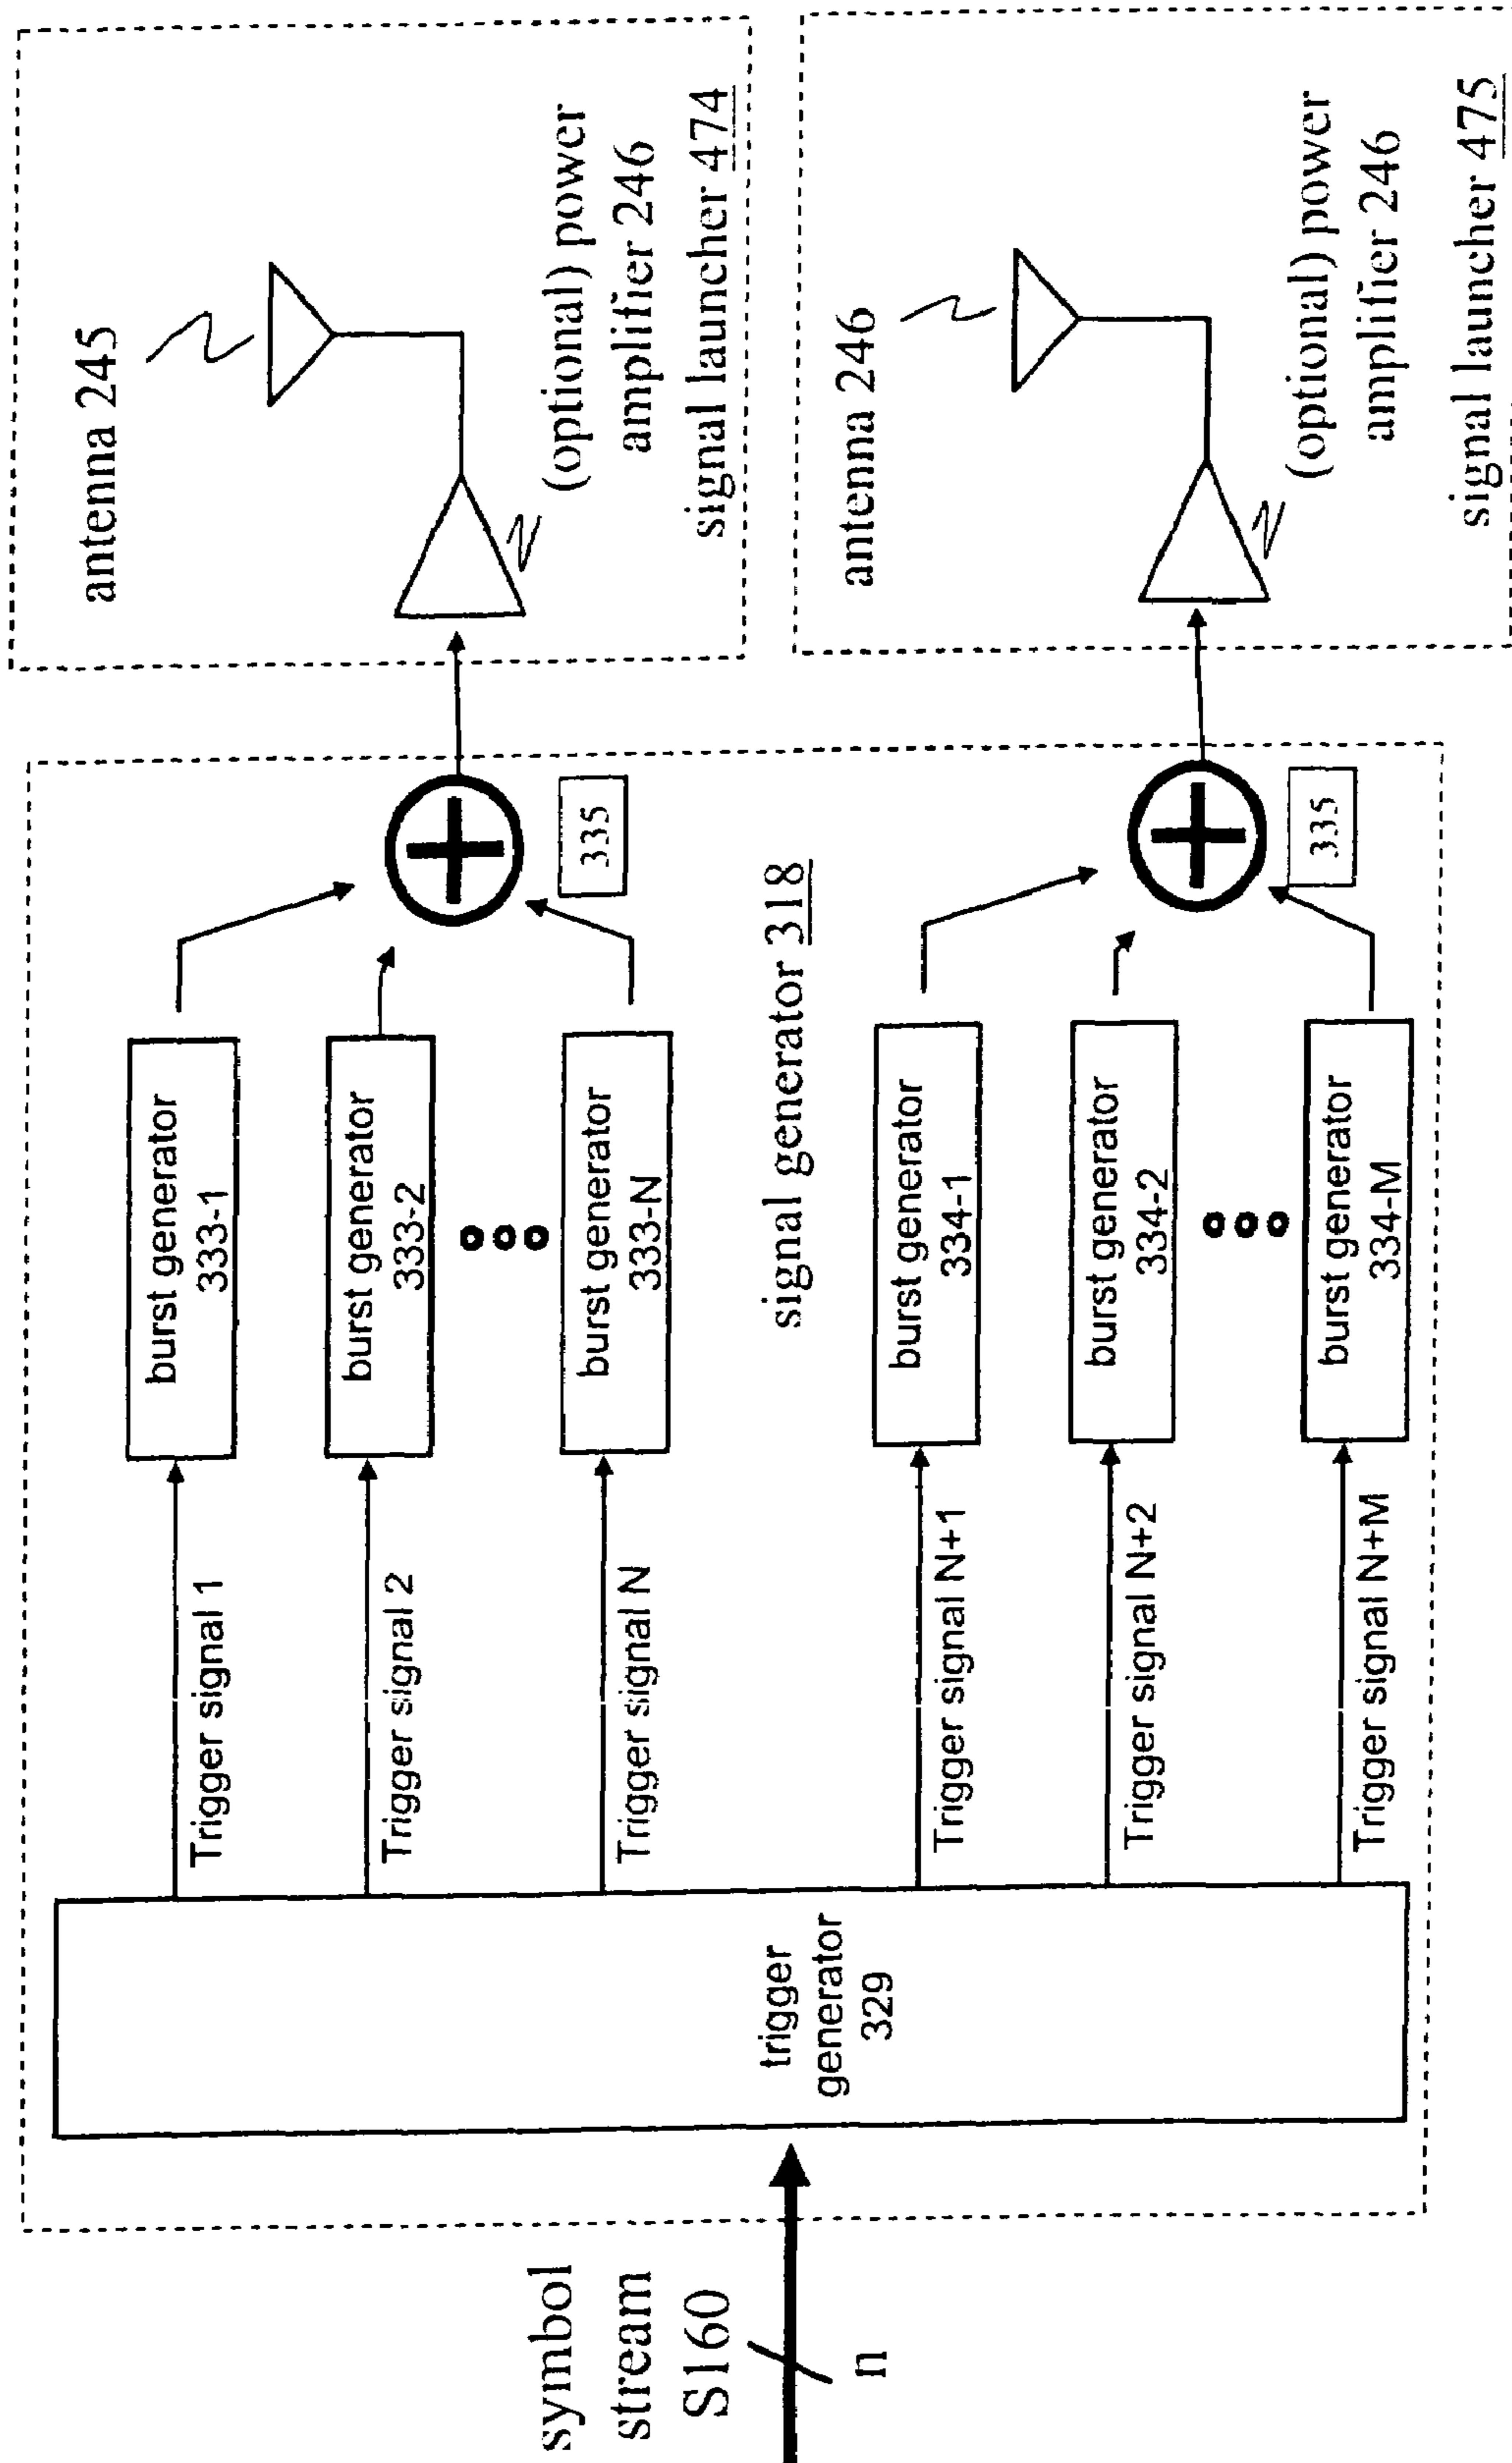 symbol
stream
S160
n
trigger
generator
329
Trigger signal 1
Trigger signal 2
Trigger signal N
Trigger signal N+1
Trigger signal N+2
Trigger signal N+M
burst generator
333-1
burst generator
333-2
burst generator
333-N
signal generator 318
burst generator
334-1
burst generator
334-2
burst generator
334-M
335
335
antenna 245
(optional) power
amplifier 246
signal launcher 474
antenna 246
(optional) power
amplifier 246
signal launcher 475